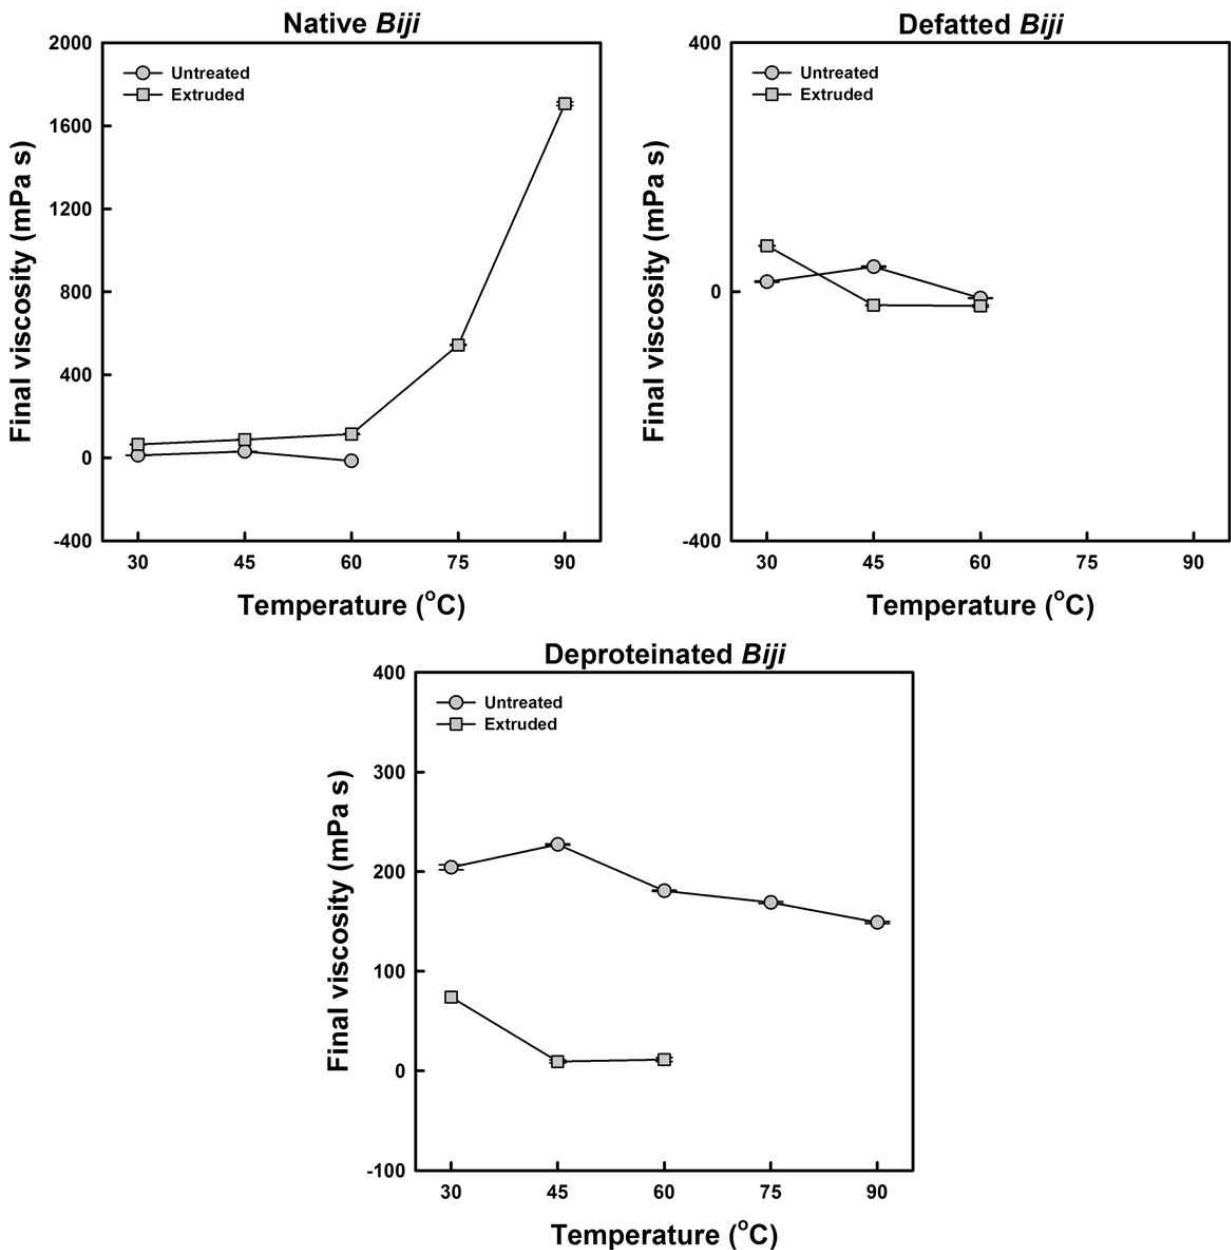 Native Biji
2000
1600
1200
800
400
0
-400
Untreated
Extruded
30 45 60 75 90
Final viscosity (mPa s)
Temperature (°C)
Defatted Biji
400
0
-400
Untreated
Extruded
30 45 60 75 90
Final viscosity (mPa s)
Temperature (°C)
Deproteinated Biji
400
300
200
100
0
-100
Untreated
Extruded
30 45 60 75 90
Final viscosity (mPa s)
Temperature (°C)